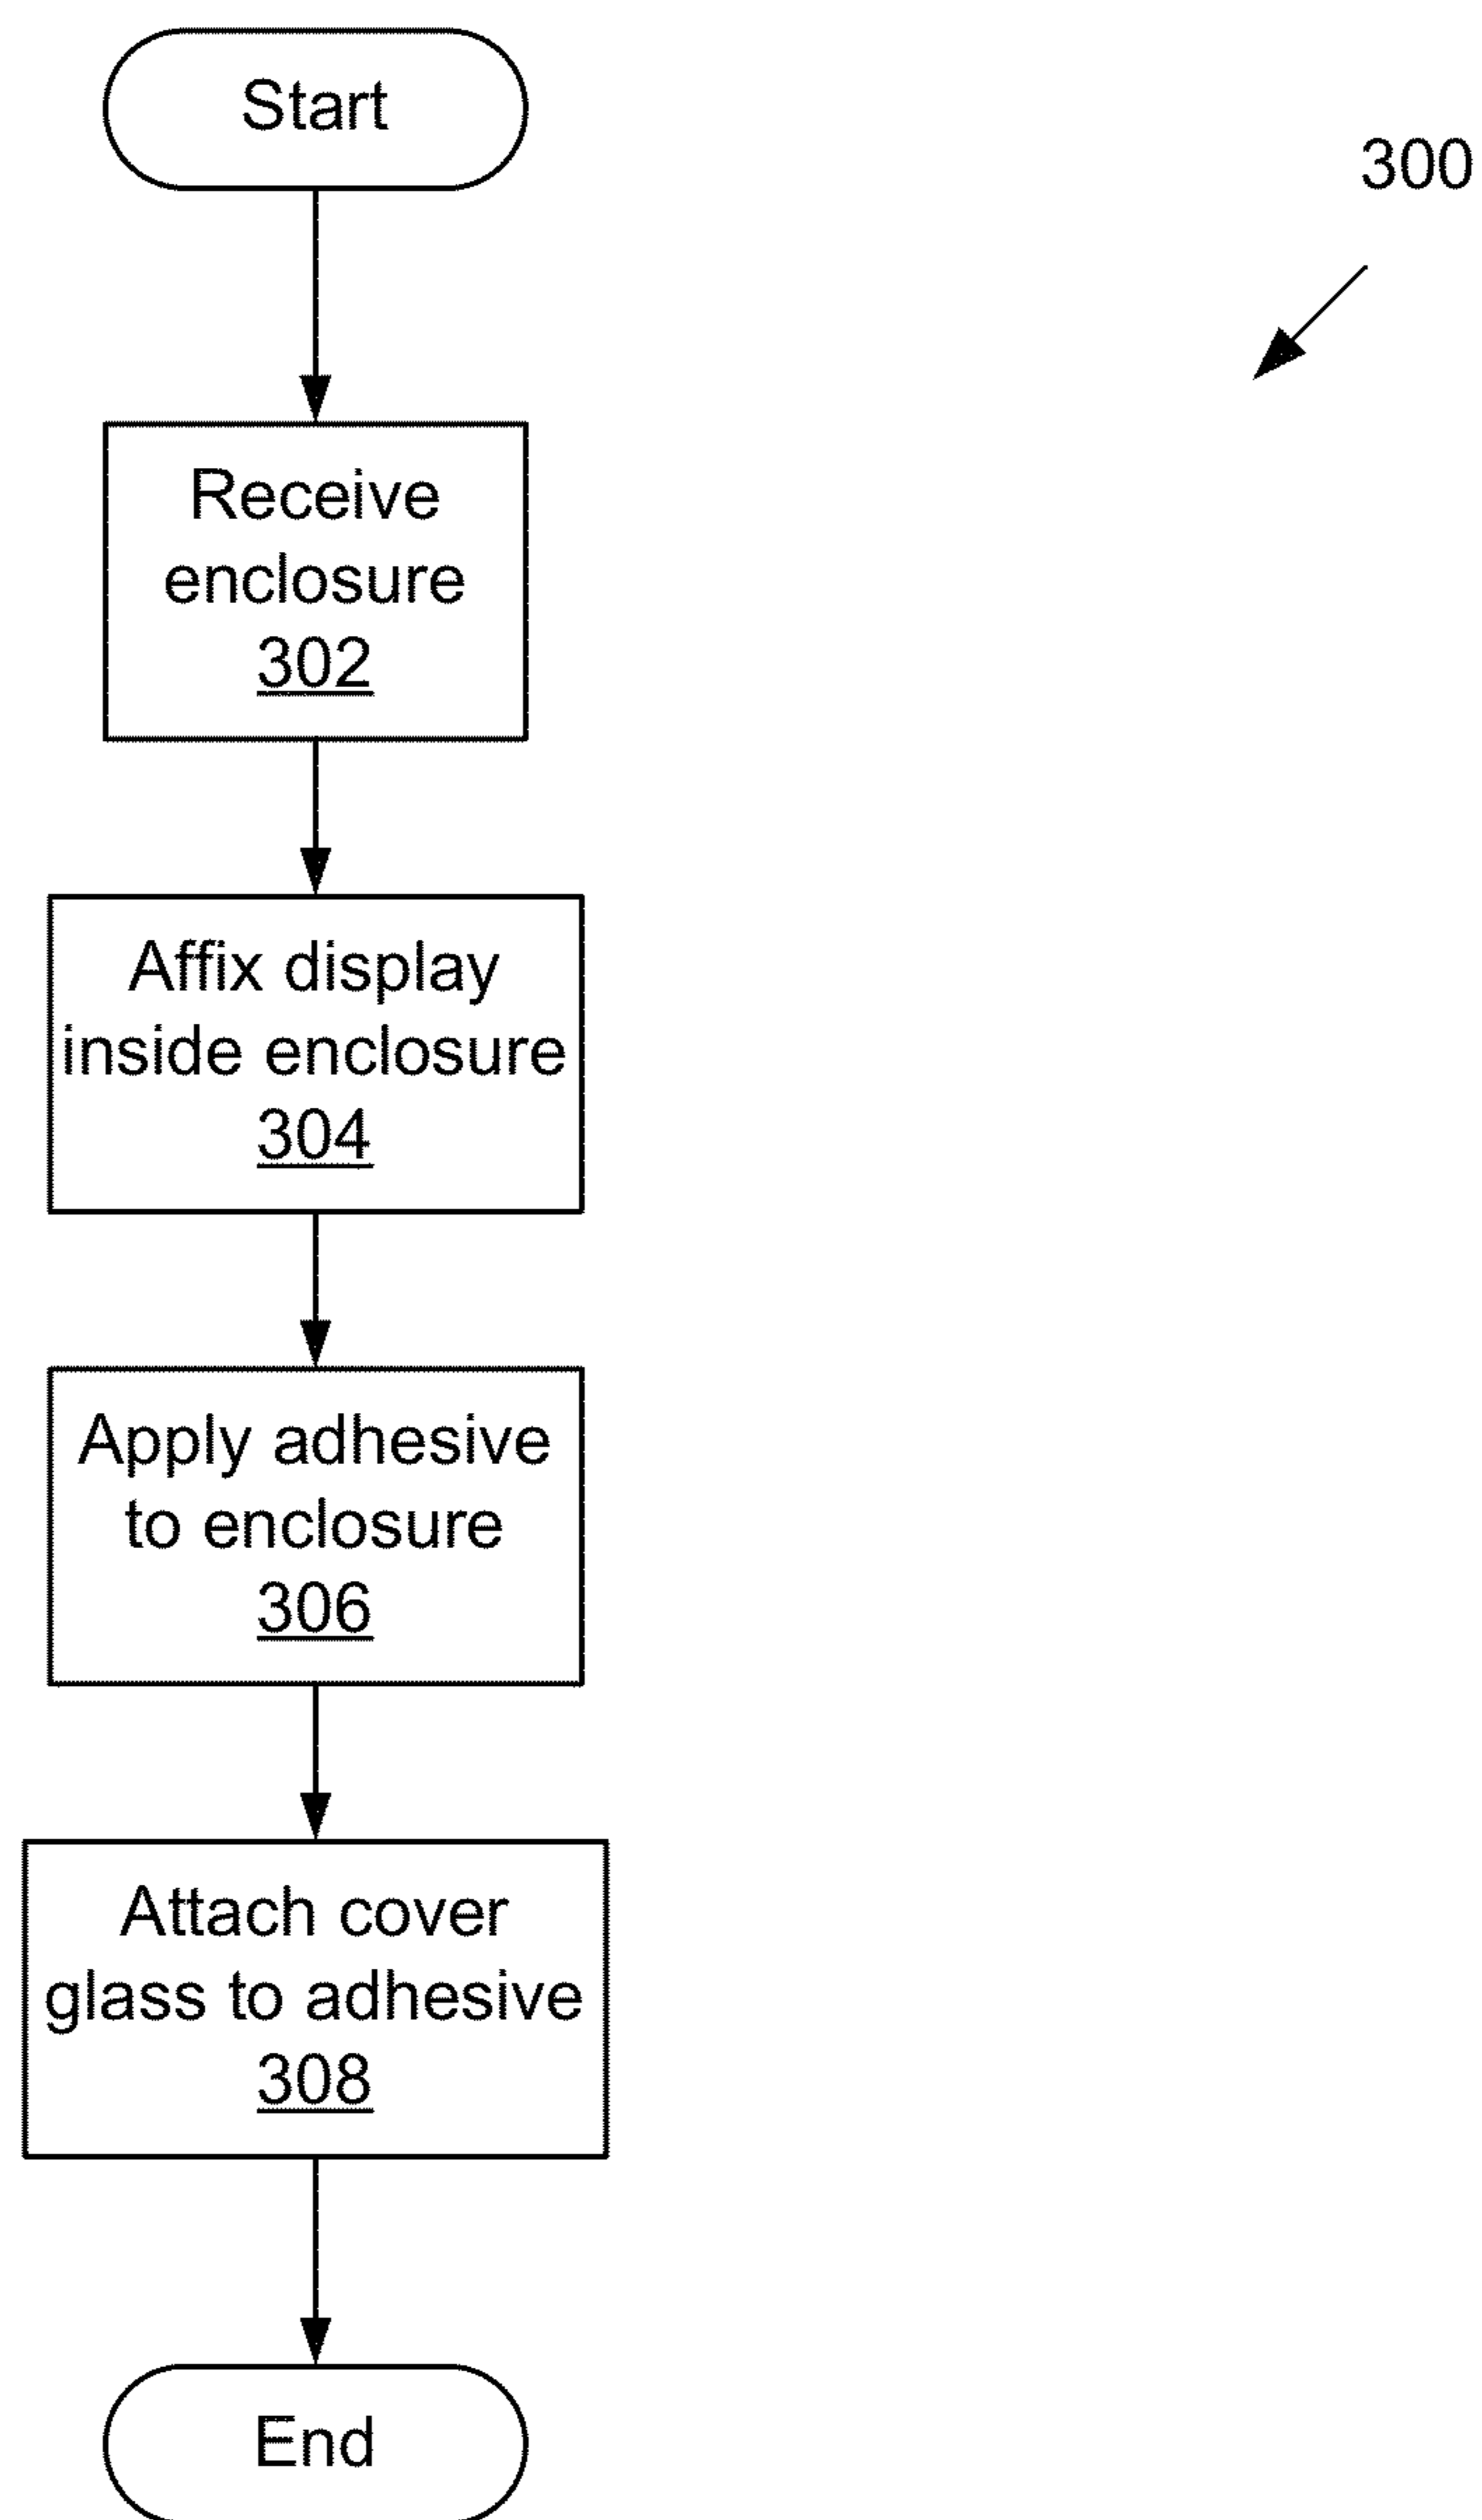 Start
300
Receive
enclosure
302
Affix display
inside enclosure
304
Apply adhesive
to enclosure
306
Attach cover
glass to adhesive
308
End